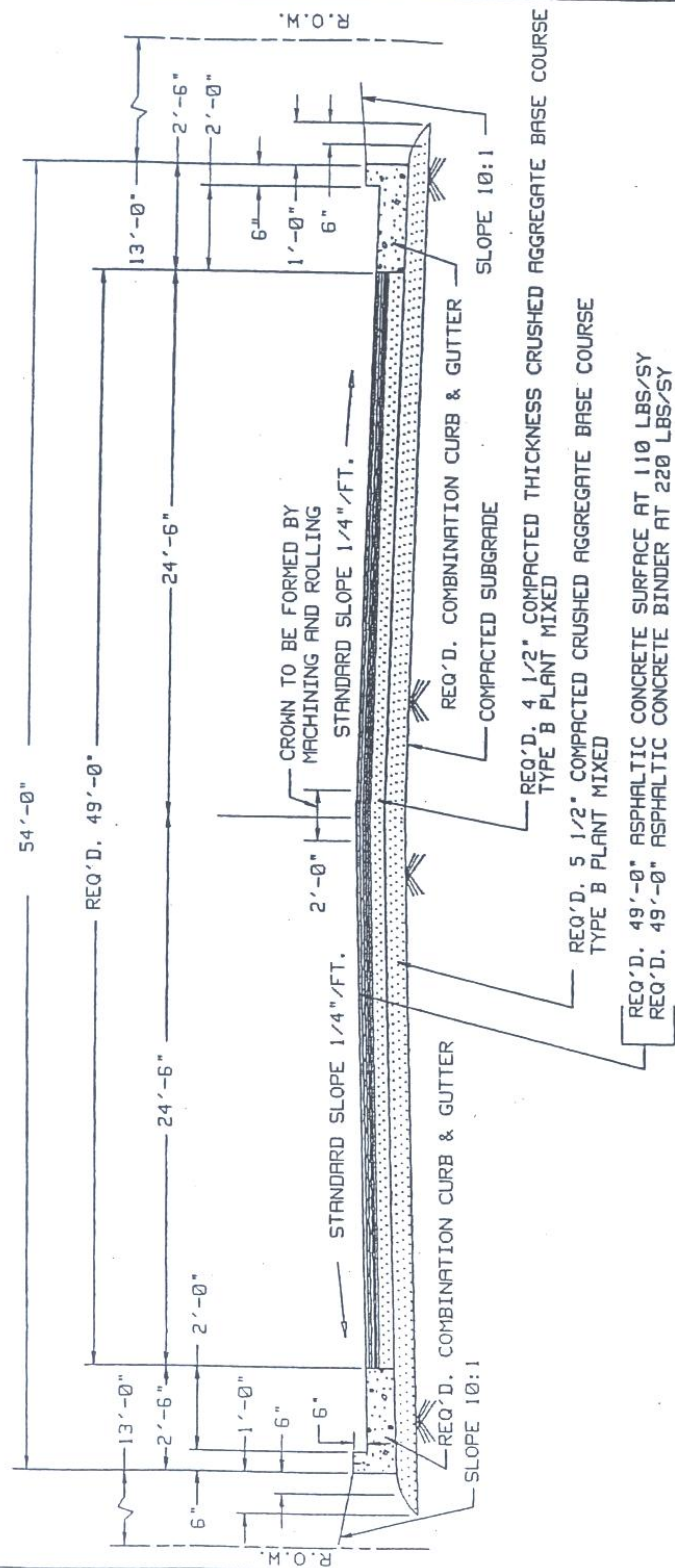 54'-0"
REQ'D. 49'-0"
R.O.W.
13'-0"
2'-6"
6"
2'-0"
1'-0"
6"
6"
24'-6"
24'-6"
13'-0"
2'-6"
2'-0"
6"
1'-0"
6"
R.O.W.
STANDARD SLOPE 1/4"/FT.
2'-0"
CROWN TO BE FORMED BY
MACHINING AND ROLLING
STANDARD SLOPE 1/4"/FT.
SLOPE 10:1
REQ'D. COMBINATION CURB & GUTTER
REQ'D. COMBNINATION CURB & GUTTER
COMPACTED SUBGRADE
SLOPE 10:1
REQ'D. 4 1/2" COMPACTED THICKNESS CRUSHED AGGREGATE BASE COURSE
TYPE B PLANT MIXED
REQ'D. 5 1/2" COMPACTED CRUSHED AGGREGATE BASE COURSE
TYPE B PLANT MIXED
REQ'D. 49'-0" ASPHALTIC CONCRETE SURFACE AT 110 LBS/SY
REQ'D. 49'-0" ASPHALTIC CONCRETE BINDER AT 220 LBS/SY